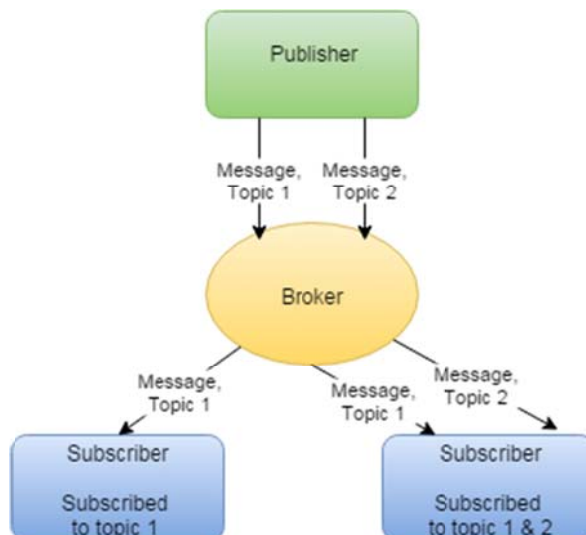 Publisher
Message,
Topic 1
Message,
Topic 2
Broker
Message,
Topic 1
Message,
Topic 1
Message,
Topic 2
Subscriber
Subscribed
to topic 1
Subscriber
Subscribed
to topic 1 & 2